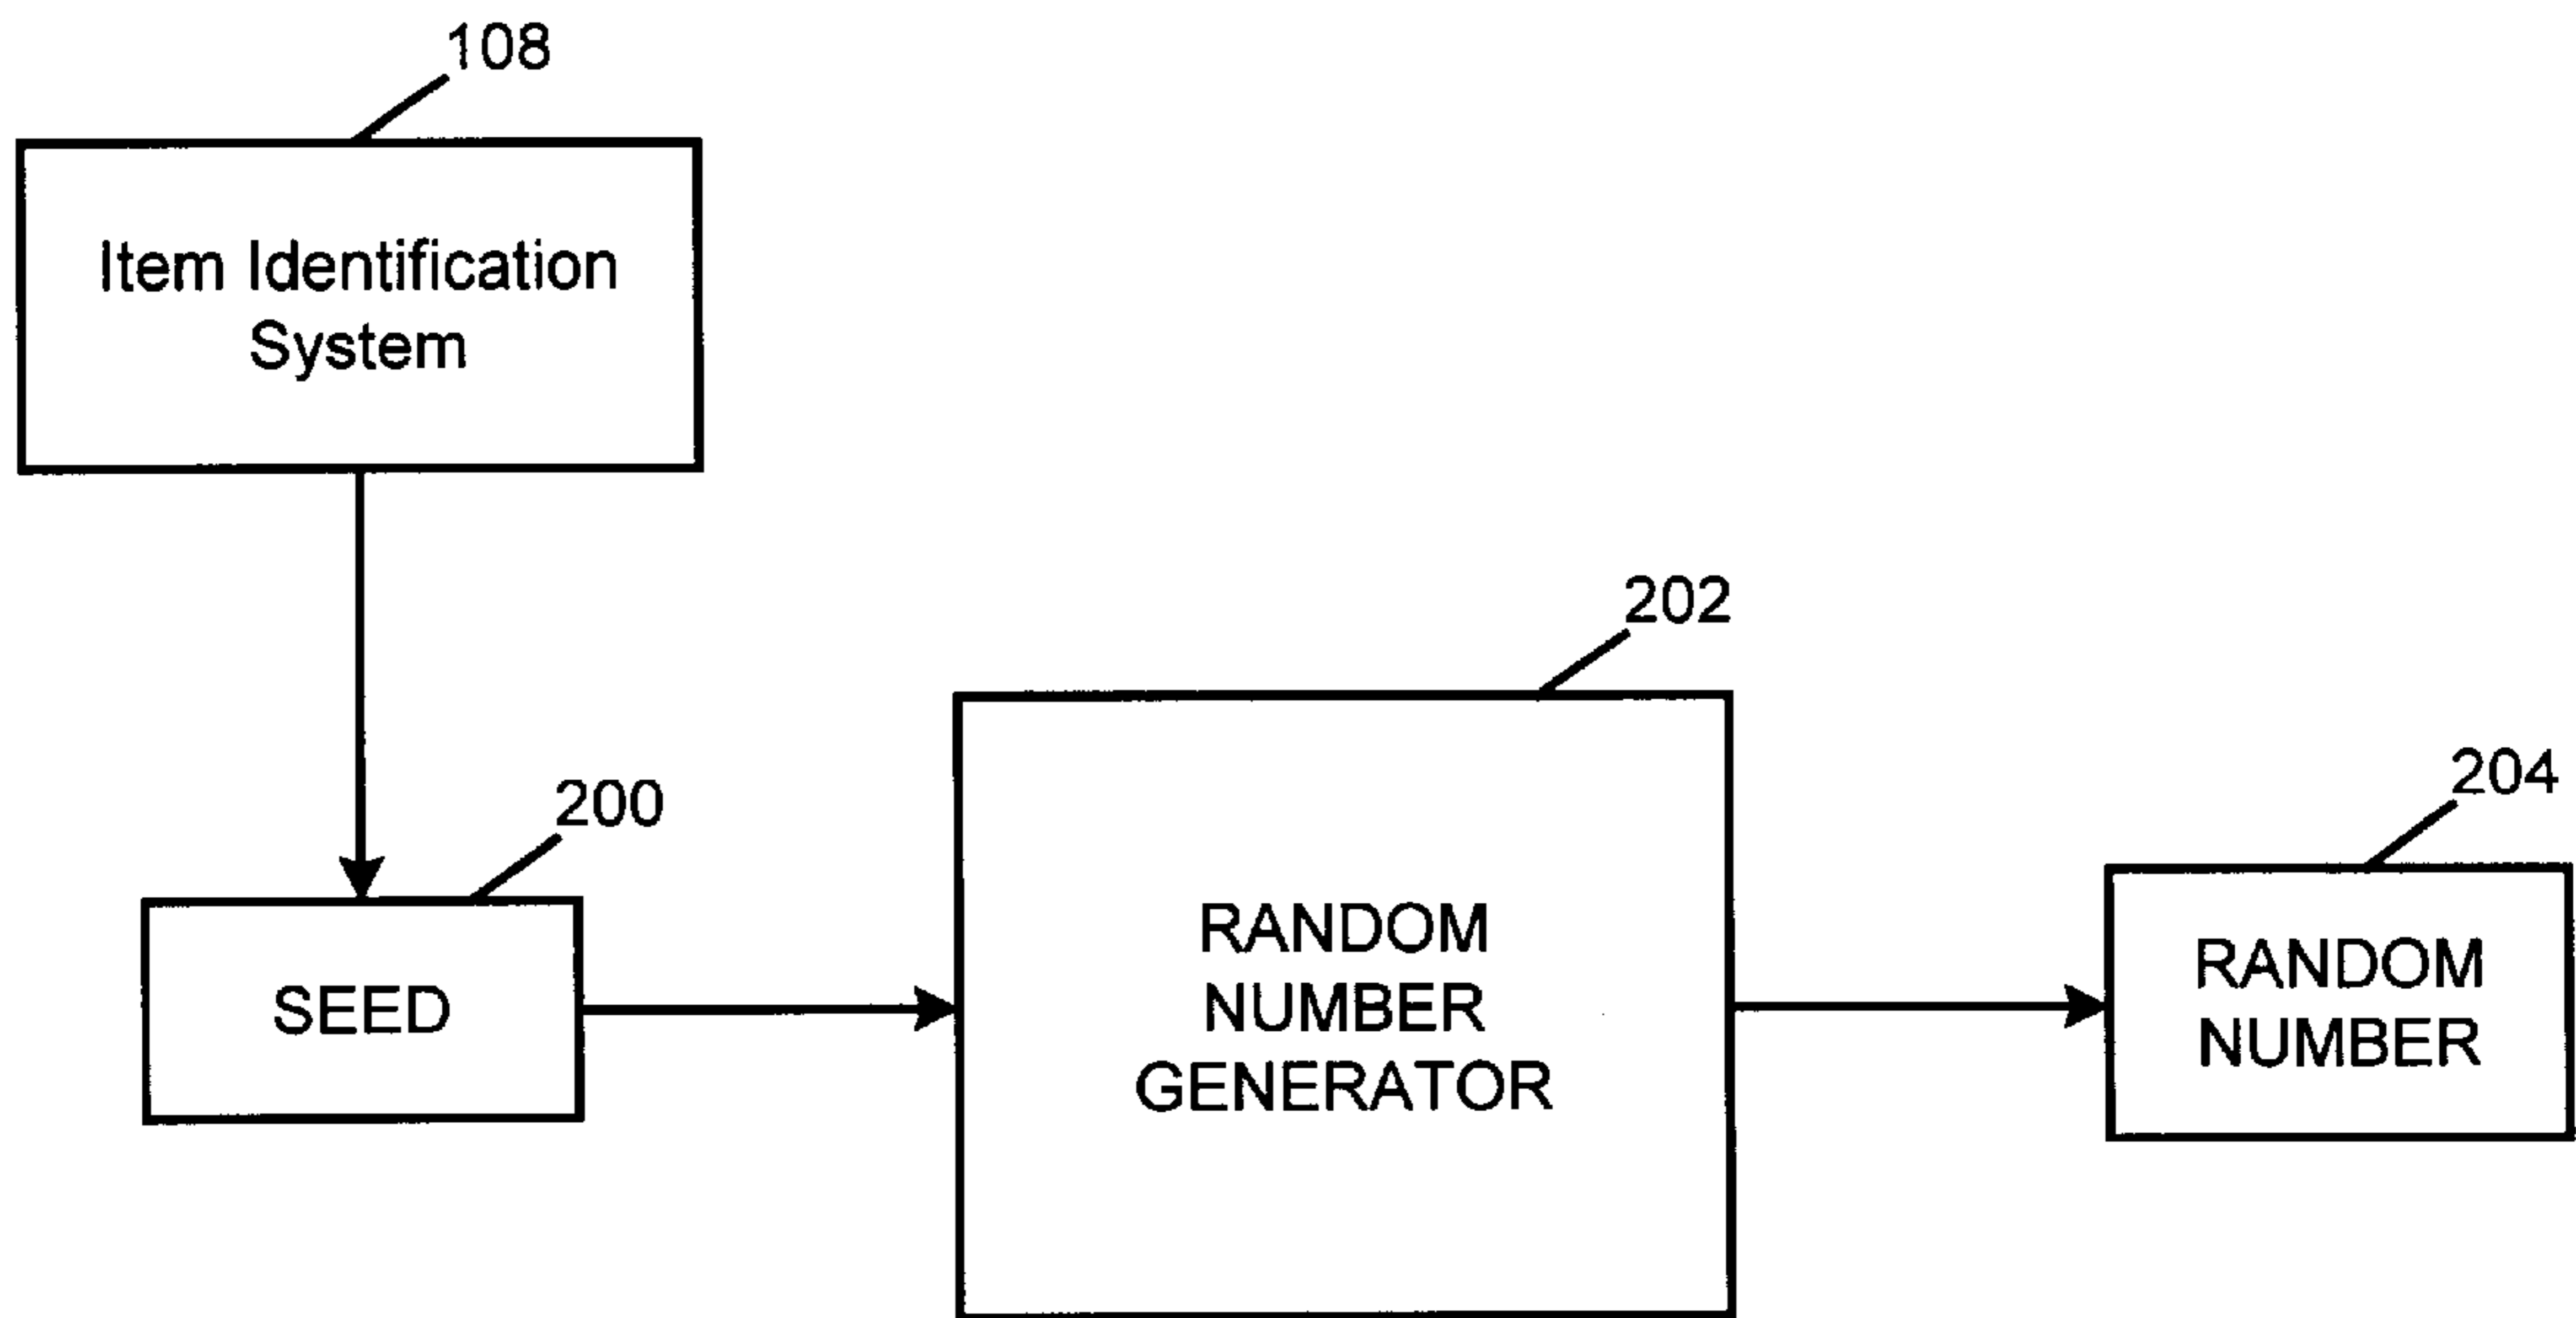 108
Item Identification
System
202
200
204
SEED
RANDOM
NUMBER
GENERATOR
RANDOM
NUMBER